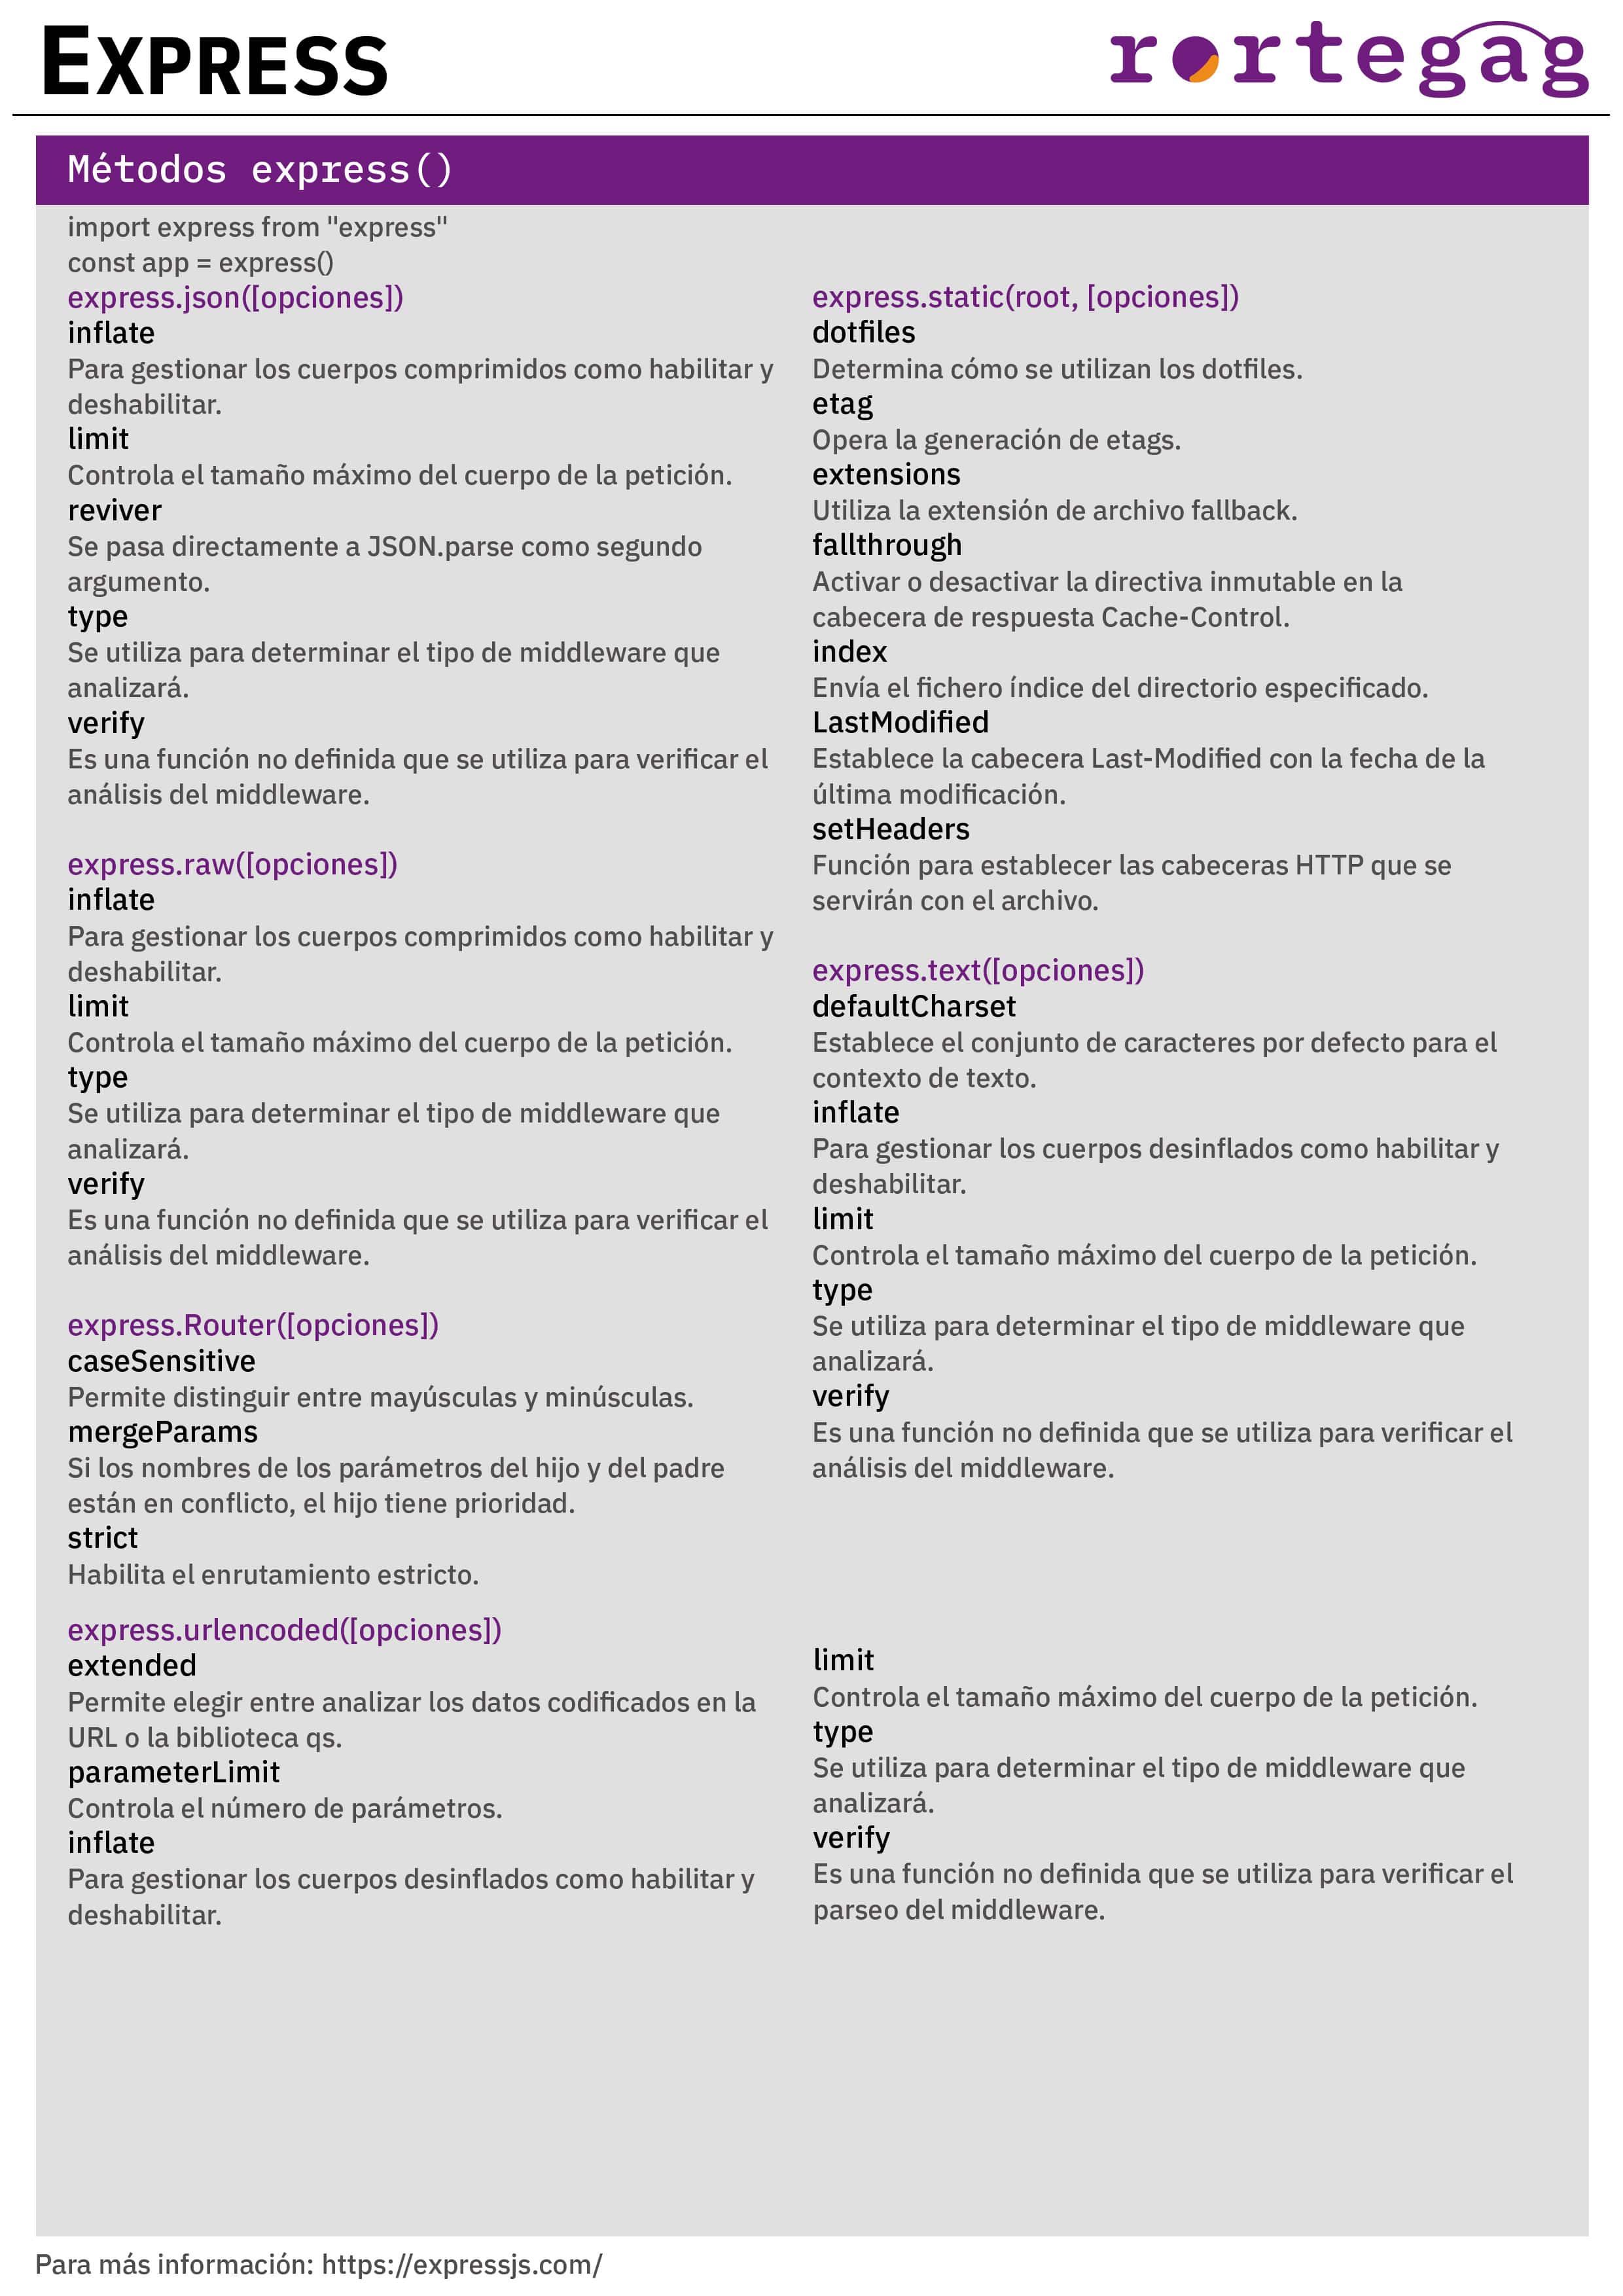 EXPRESS
rortegag
Métodos express()
import express from "express"
const app = express()
express.json([opciones])
inflate
Para gestionar los cuerpos comprimidos como habilitar y
deshabilitar.
limit
Controla el tamaño máximo del cuerpo de la petición.
reviver
Se pasa directamente a JSON.parse como segundo
argumento.
type
Se utiliza para determinar el tipo de middleware que
analizará.
verify
Es una función no definida que se utiliza para verificar el
análisis del middleware.
express.raw([opciones])
inflate
Para gestionar los cuerpos comprimidos como habilitar y
deshabilitar.
limit
Controla el tamaño máximo del cuerpo de la petición.
type
Se utiliza para determinar el tipo de middleware que
analizará.
verify
Es una función no definida que se utiliza para verificar el
análisis del middleware.
express.Router([opciones])
caseSensitive
Permite distinguir entre mayúsculas y minúsculas.
mergeParams
Si los nombres de los parámetros del hijo y del padre
están en conflicto, el hijo tiene prioridad.
strict
Habilita el enrutamiento estricto.
express.static(root, [opciones])
dotfiles
Determina cómo se utilizan los dotfiles.
etag
Opera la generación de etags.
extensions
Utiliza la extensión de archivo fallback.
fallthrough
Activar o desactivar la directiva inmutable en la
cabecera de respuesta Cache-Control.
index
Envía el fichero índice del directorio especificado.
LastModified
Establece la cabecera Last-Modified con la fecha de la
última modificación.
setHeaders
Función para establecer las cabeceras HTTP que se
servirán con el archivo.
express.text([opciones])
defaultCharset
Establece el conjunto de caracteres por defecto para el
contexto de texto.
inflate
Para gestionar los cuerpos desinflados como habilitar y
deshabilitar.
limit
Controla el tamaño máximo del cuerpo de la petición.
type
Se utiliza para determinar el tipo de middleware que
analizará.
verify
Es una función no definida que se utiliza para verificar el
análisis del middleware.
express.urlencoded([opciones])
extended
Permite elegir entre analizar los datos codificados en la
URL o la biblioteca qs.
parameterLimit
Controla el número de parámetros.
inflate
Para gestionar los cuerpos desinflados como habilitar y
deshabilitar.
limit
Controla el tamaño máximo del cuerpo de la petición.
type
Se utiliza para determinar el tipo de middleware que
analizará.
verify
Es una función no definida que se utiliza para verificar el
parseo del middleware.
Para más información: https://expressjs.com/